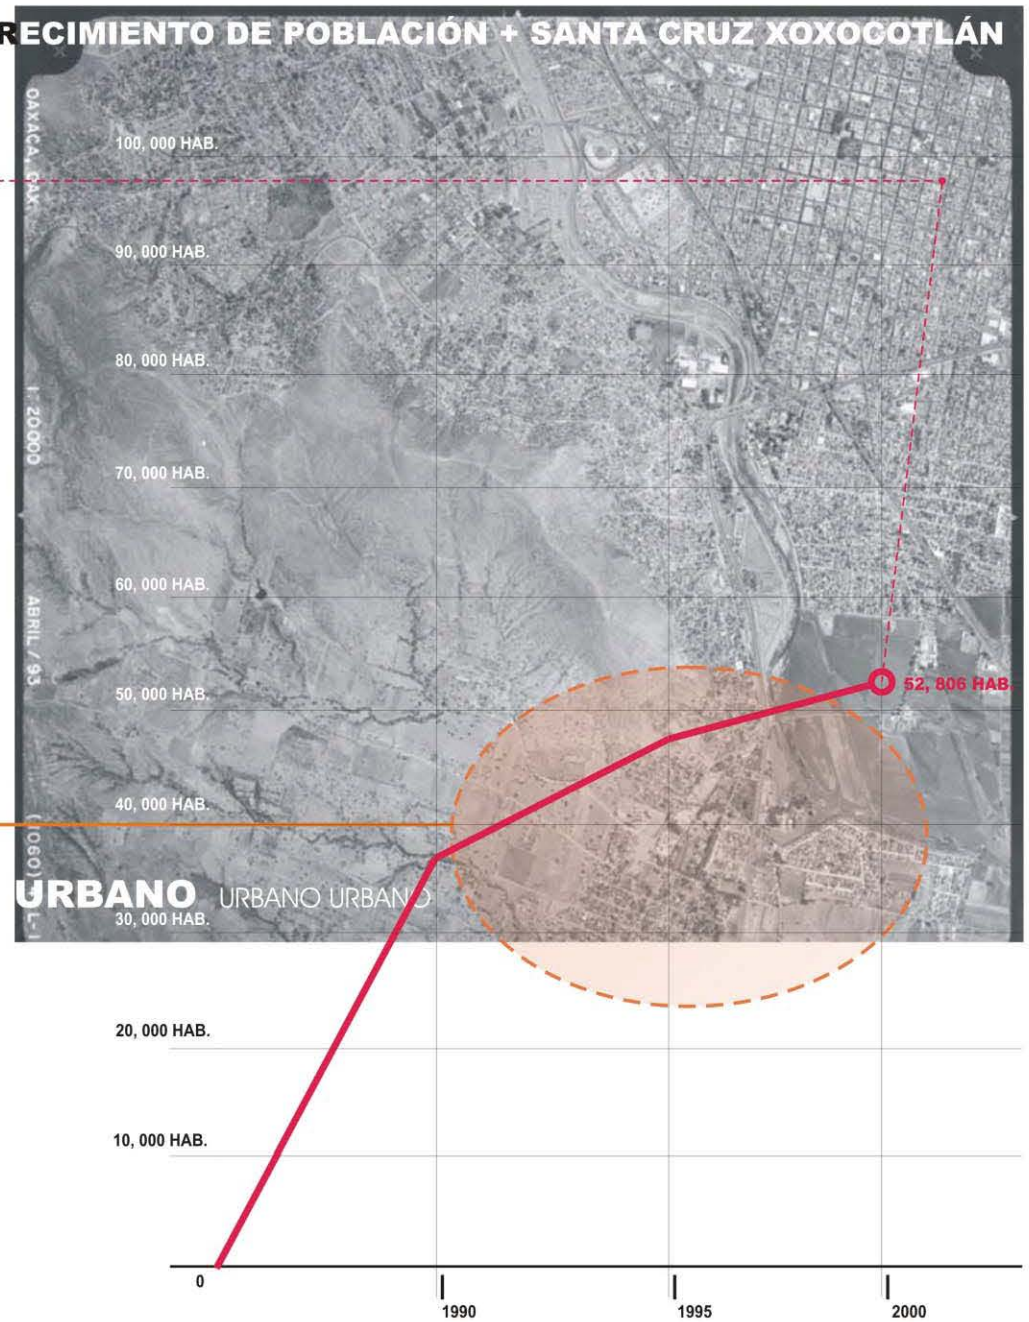 RECIMIENTO DE POBLACIÓN + SANTA CRUZ XOXOCOTLÁN
OAXACA, OAX.
1: 20000
ABRIL / 93
100, 000 HAB.
90, 000 HAB.
80, 000 HAB.
70, 000 HAB.
60, 000 HAB.
50, 000 HAB.
52, 806 HAB.
40, 000 HAB.
URBANO URBANO URBANO
30, 000 HAB.
20, 000 HAB.
10, 000 HAB.
0
1990 1995 2000